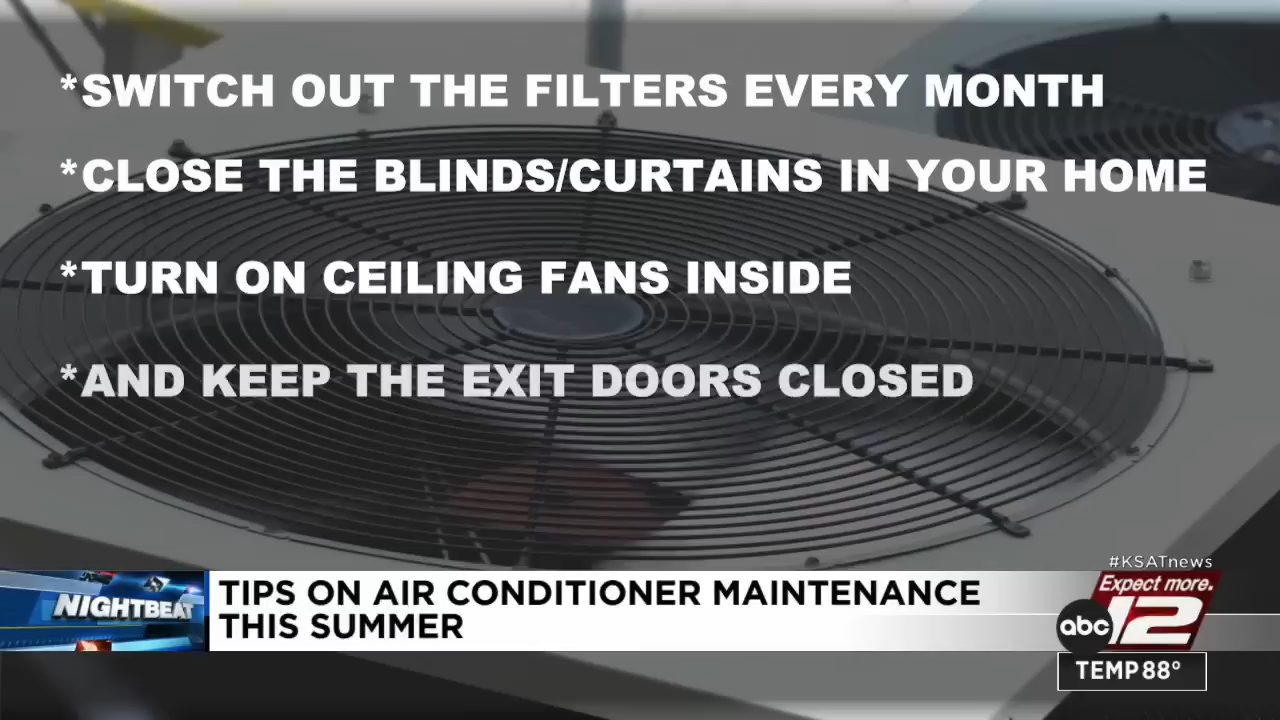 *SWITCH OUT THE FILTERS EVERY MONTH
*CLOSE THE BLINDS/CURTAINS IN YOUR HOME
*TURN ON CEILING FANS INSIDE
*AND KEEP THE EXIT DOORS CLOSED
#KSATnews
NIGHTBEAT
TIPS ON AIR CONDITIONER MAINTENANCE
THIS SUMMER
Expect more.
abc 12
TEMP 88°